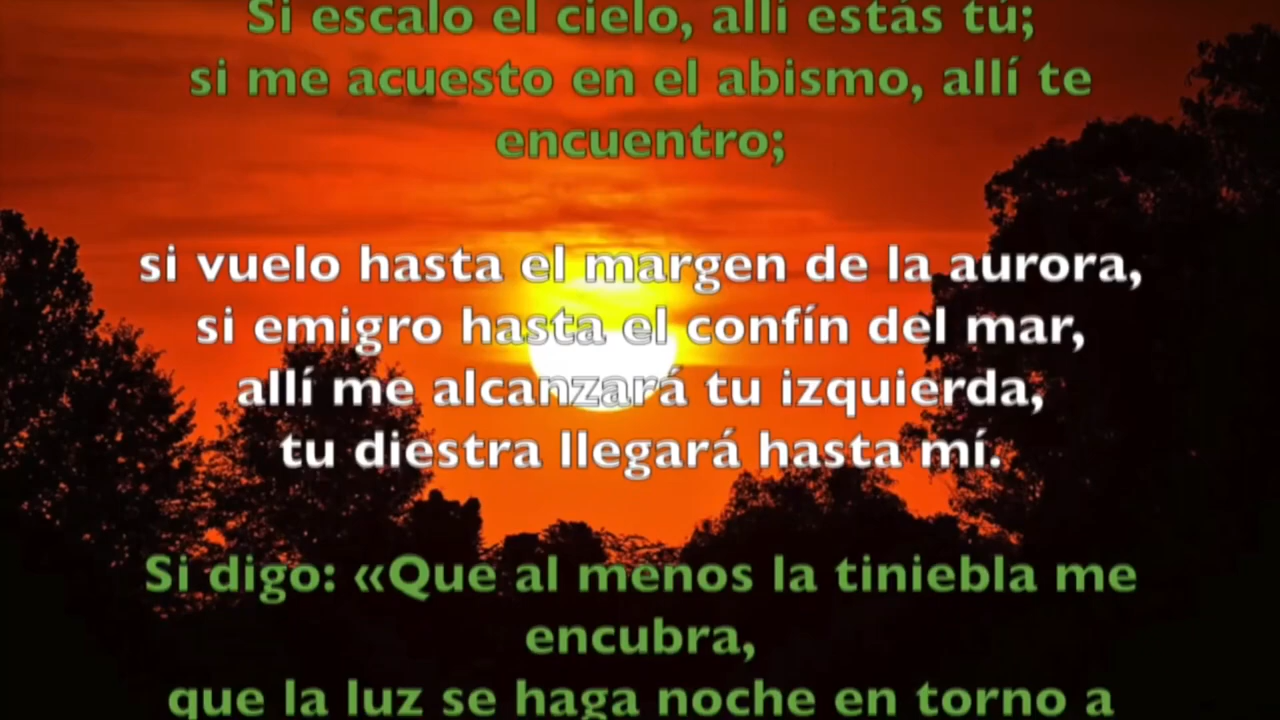 Si escalo el cielo, allí estás tú;
si me acuesto en el abismo, allí te
encuentro;
si vuelo hasta el margen de la aurora,
si emigro hasta el confín del mar,
allí me alcanzará tu izquierda,
tu diestra llegará hasta mí.
Si digo: «Que al menos la tiniebla me
encubra,
que la luz se haga noche en torno a